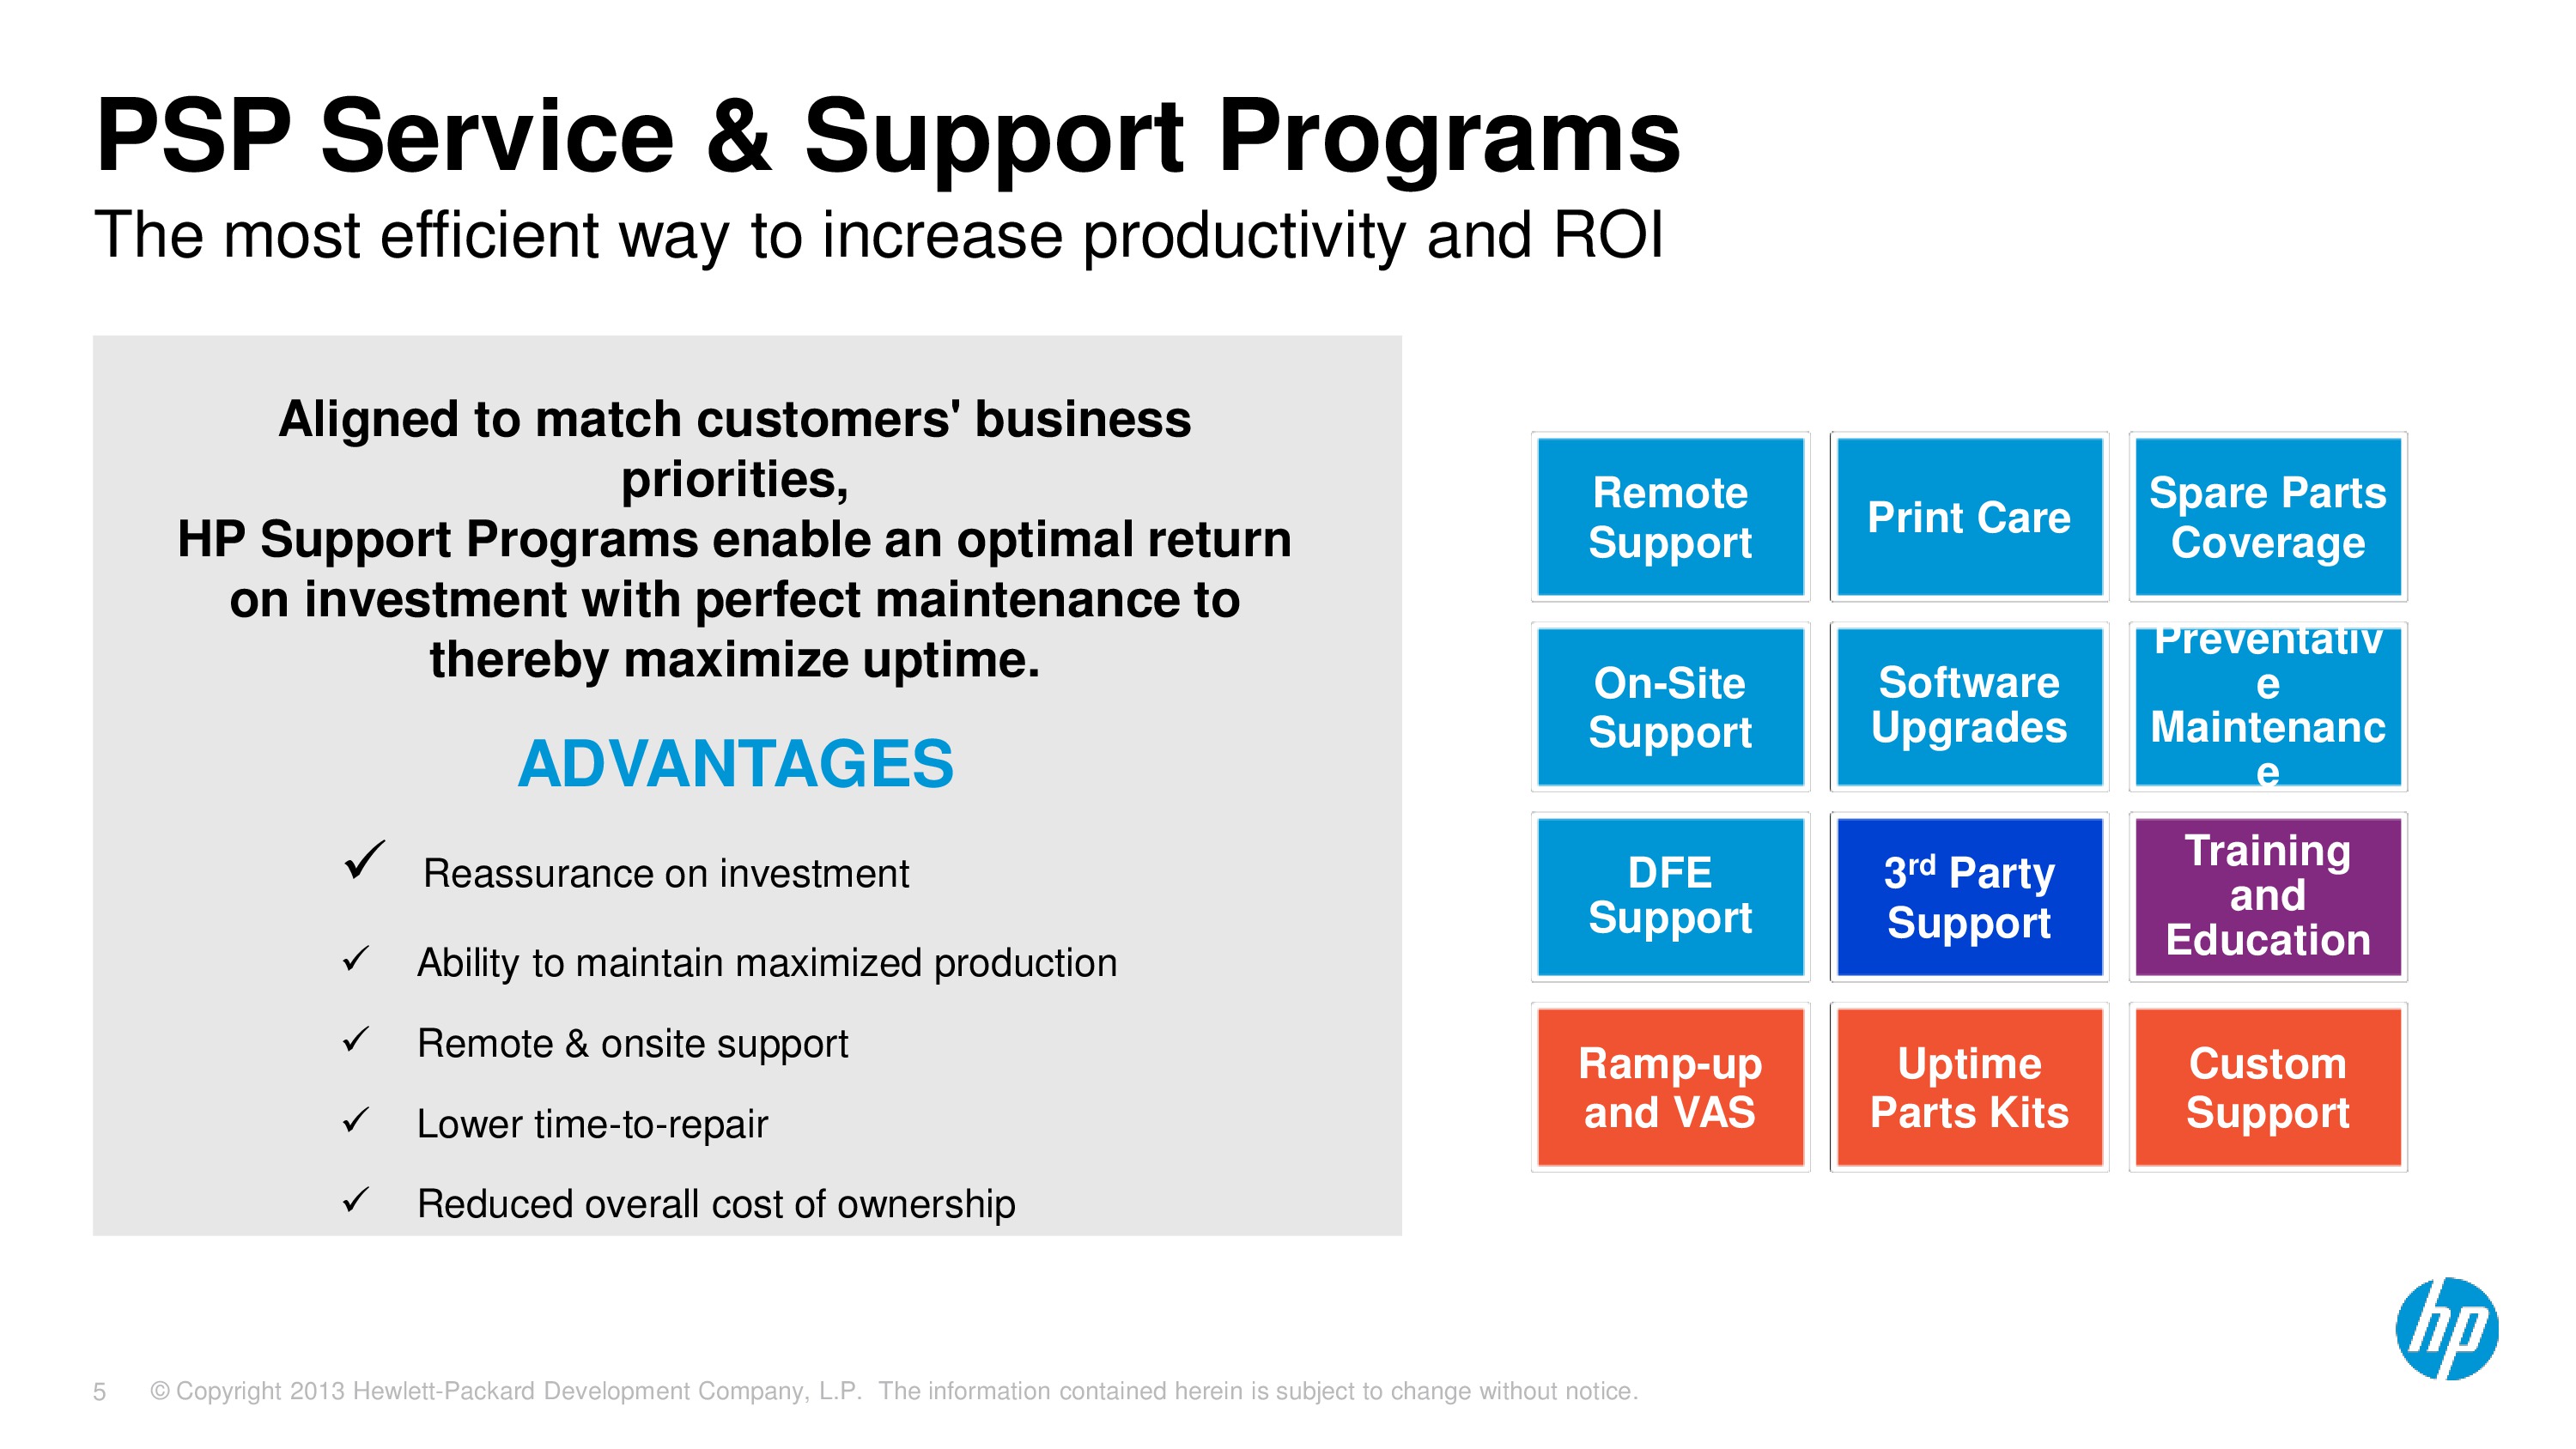 PSP Service & Support Programs
The most efficient way to increase productivity and ROI
Aligned to match customers' business
priorities,
HP Support Programs enable an optimal return
on investment with perfect maintenance to
thereby maximize uptime.
ADVANTAGES
✓ Reassurance on investment
✓ Ability to maintain maximized production
✓ Remote & onsite support
✓ Lower time-to-repair
✓ Reduced overall cost of ownership
Remote
Support
Print Care
Spare Parts
Coverage
On-Site
Support
Software
Upgrades
Preventativ
e
Maintenanc
e
DFE
Support
3rd Party
Support
Training
and
Education
Ramp-up
and VAS
Uptime
Parts Kits
Custom
Support
hp
5 © Copyright 2013 Hewlett-Packard Development Company, L.P. The information contained herein is subject to change without notice.